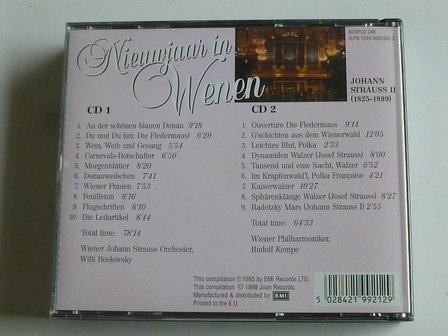 Nieuwjaar in
Wenen
BOSPCD 248
JOHANN
STRAUSS II
(1825-1899)
CD 1
1. An der schönen blauen Donau 9'18
2. Du und Du (uit: Die Fledermaus) 6'29
3. Wein, Weib und Gesang 5'54
4. Carnevals-Botschafter 6'50
5. Morgenblätter 8'20
6. Donauweibchen 7'41
7. Wiener Frauen 7'53
8. Feuilleton 8'16
9. Flugschriften 8'10
10. Die Leitartikel 8'44
Total time: 78'14
Wiener Johann Strauss Orchester,
Willi Boskowsky
CD 2
1. Ouverture Die Fledermaus 9'14
2. G'schichten aus dem Wienerwald 12'05
3. Leichtes Blut, Polka 2'33
4. Dynamiden Walzer (Josef Strauss) 8'00
5. Tausend und eine Nacht, Walzer 6'52
6. Im Krapfenwald'l, Polka Française 4'21
7. Kaiserwalzer 10'27
8. Sphärenklänge Walzer (Josef Strauss) 8'27
9. Radetzky Mars (Johann Strauss I) 2'55
Total time: 64'33
Wiener Philharmoniker,
Rudolf Kempe
This compilation ℗1995 by EMI Records LTD.
This compilation © 1998 Joan Records.
Manufactured & distributed by EMI
Printed in the E.U.
5 028421 992129